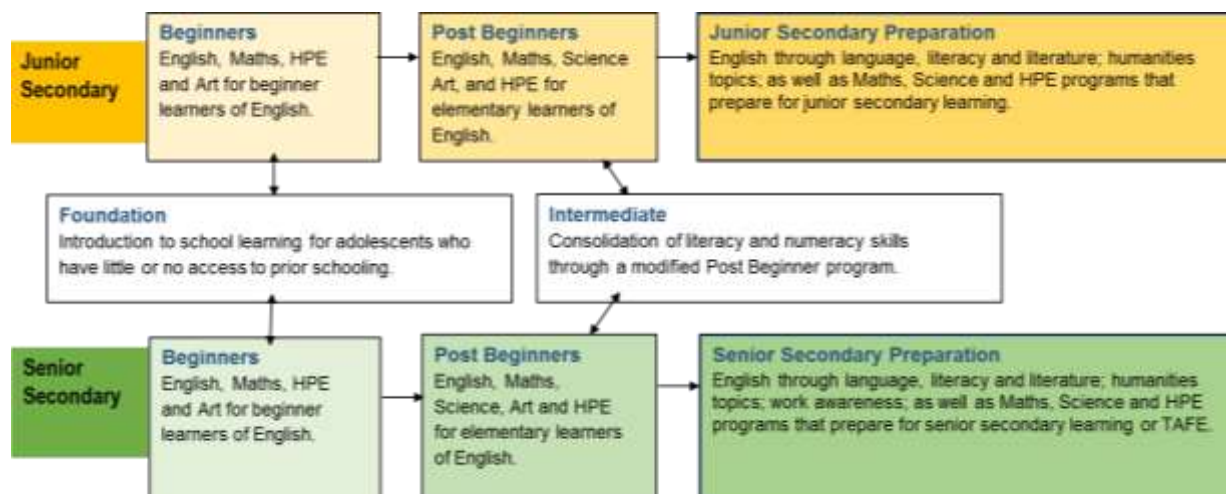 Junior
Secondary
Beginners
English, Maths, HPE
and Art for beginner
learners of English.
Post Beginners
English, Maths, Science
Art, and HPE for
elementary learners of
English.
Junior Secondary Preparation
English through language, literacy and literature; humanities
topics; as well as Maths, Science and HPE programs that
prepare for junior secondary learning.
Foundation
Introduction to school learning for adolescents who
have little or no access to prior schooling.
Intermediate
Consolidation of literacy and numeracy skills
through a modified Post Beginner program.
Senior
Secondary
Beginners
English, Maths, HPE
and Art for beginner
learners of English.
Post Beginners
English, Maths,
Science, Art and HPE
for elementary learners
of English.
Senior Secondary Preparation
English through language, literacy and literature; humanities
topics; work awareness; as well as Maths, Science and HPE
programs that prepare for senior secondary learning or TAFE.